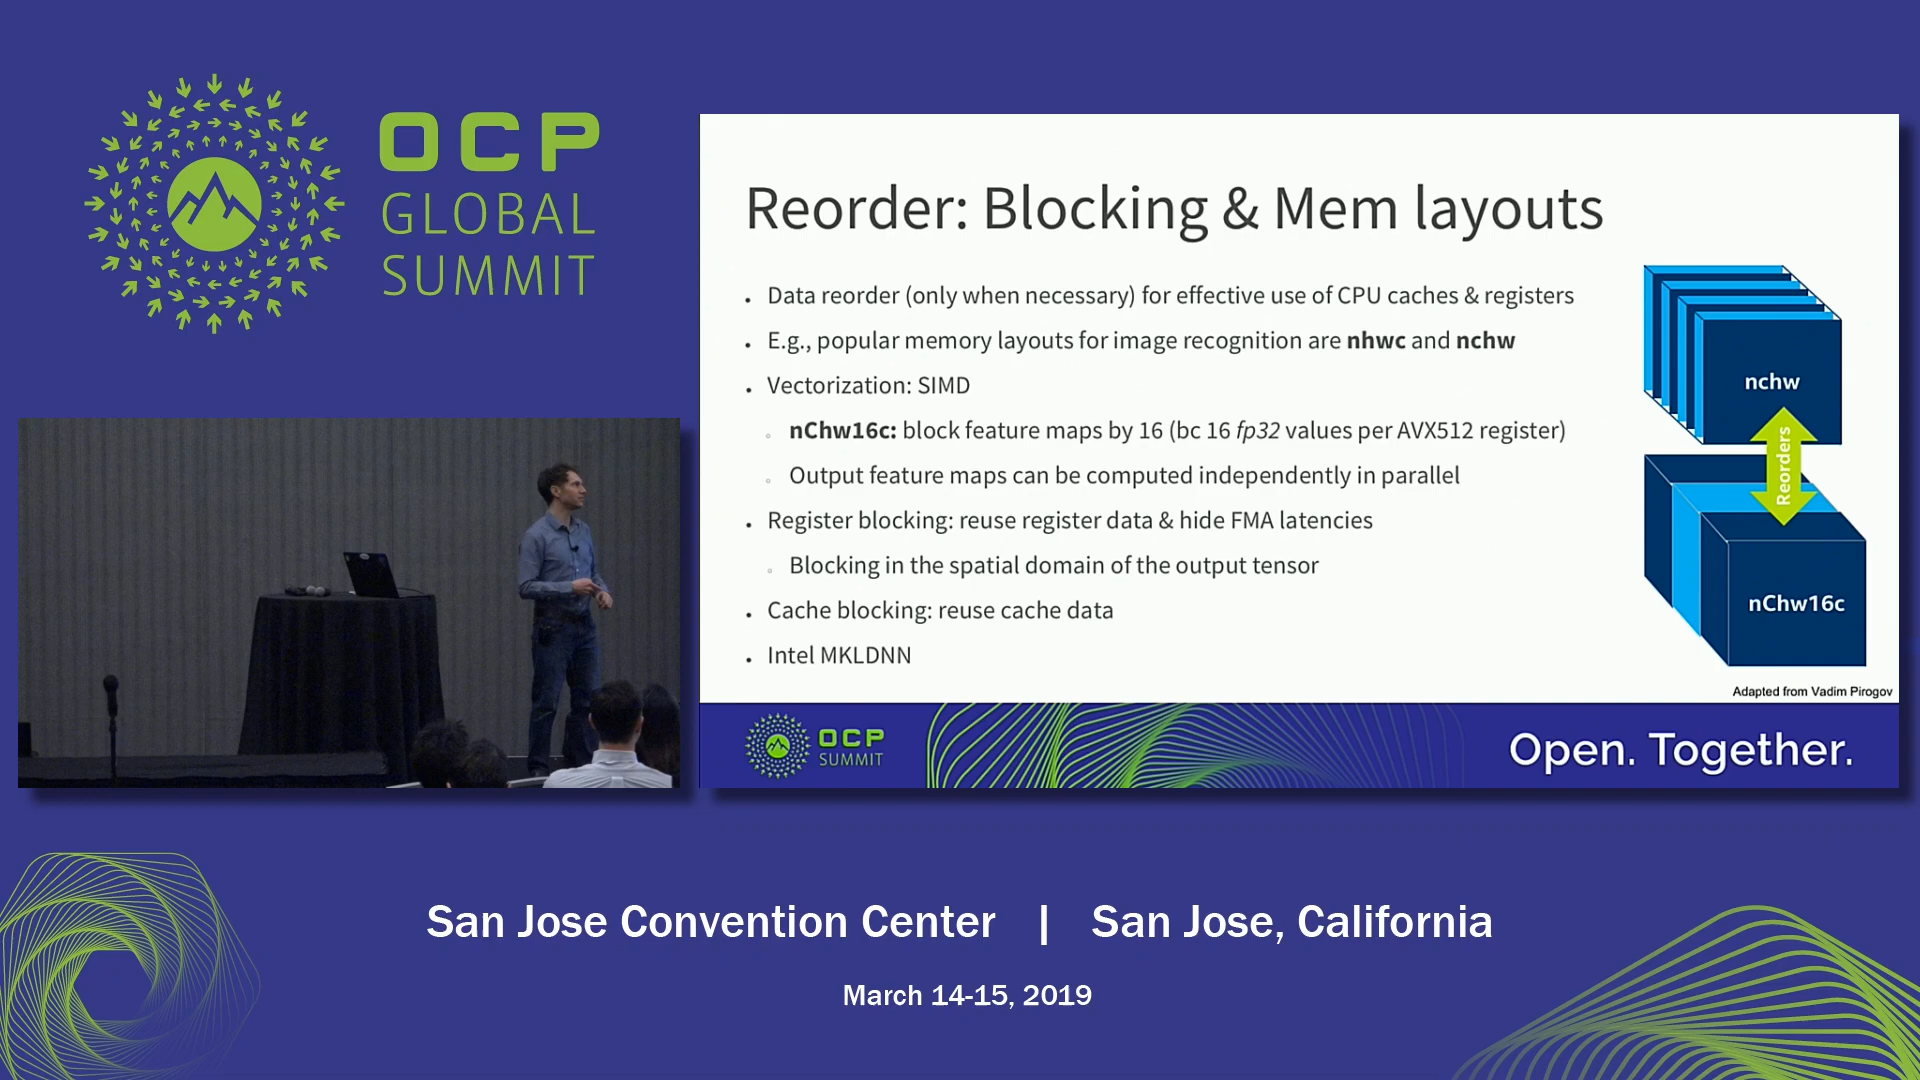 OCP
GLOBAL
SUMMIT
Reorder: Blocking & Mem layouts
• Data reorder (only when necessary) for effective use of CPU caches & registers
• E.g., popular memory layouts for image recognition are nhwc and nchw
• Vectorization: SIMD
◦ nChw16c: block feature maps by 16 (bc 16 fp32 values per AVX512 register)
◦ Output feature maps can be computed independently in parallel
• Register blocking: reuse register data & hide FMA latencies
◦ Blocking in the spatial domain of the output tensor
• Cache blocking: reuse cache data
• Intel MKLDNN
nchw
Reorders
nChw16c
Adapted from Vadim Pirogov
OCP
SUMMIT
Open. Together.
San Jose Convention Center | San Jose, California
March 14-15, 2019